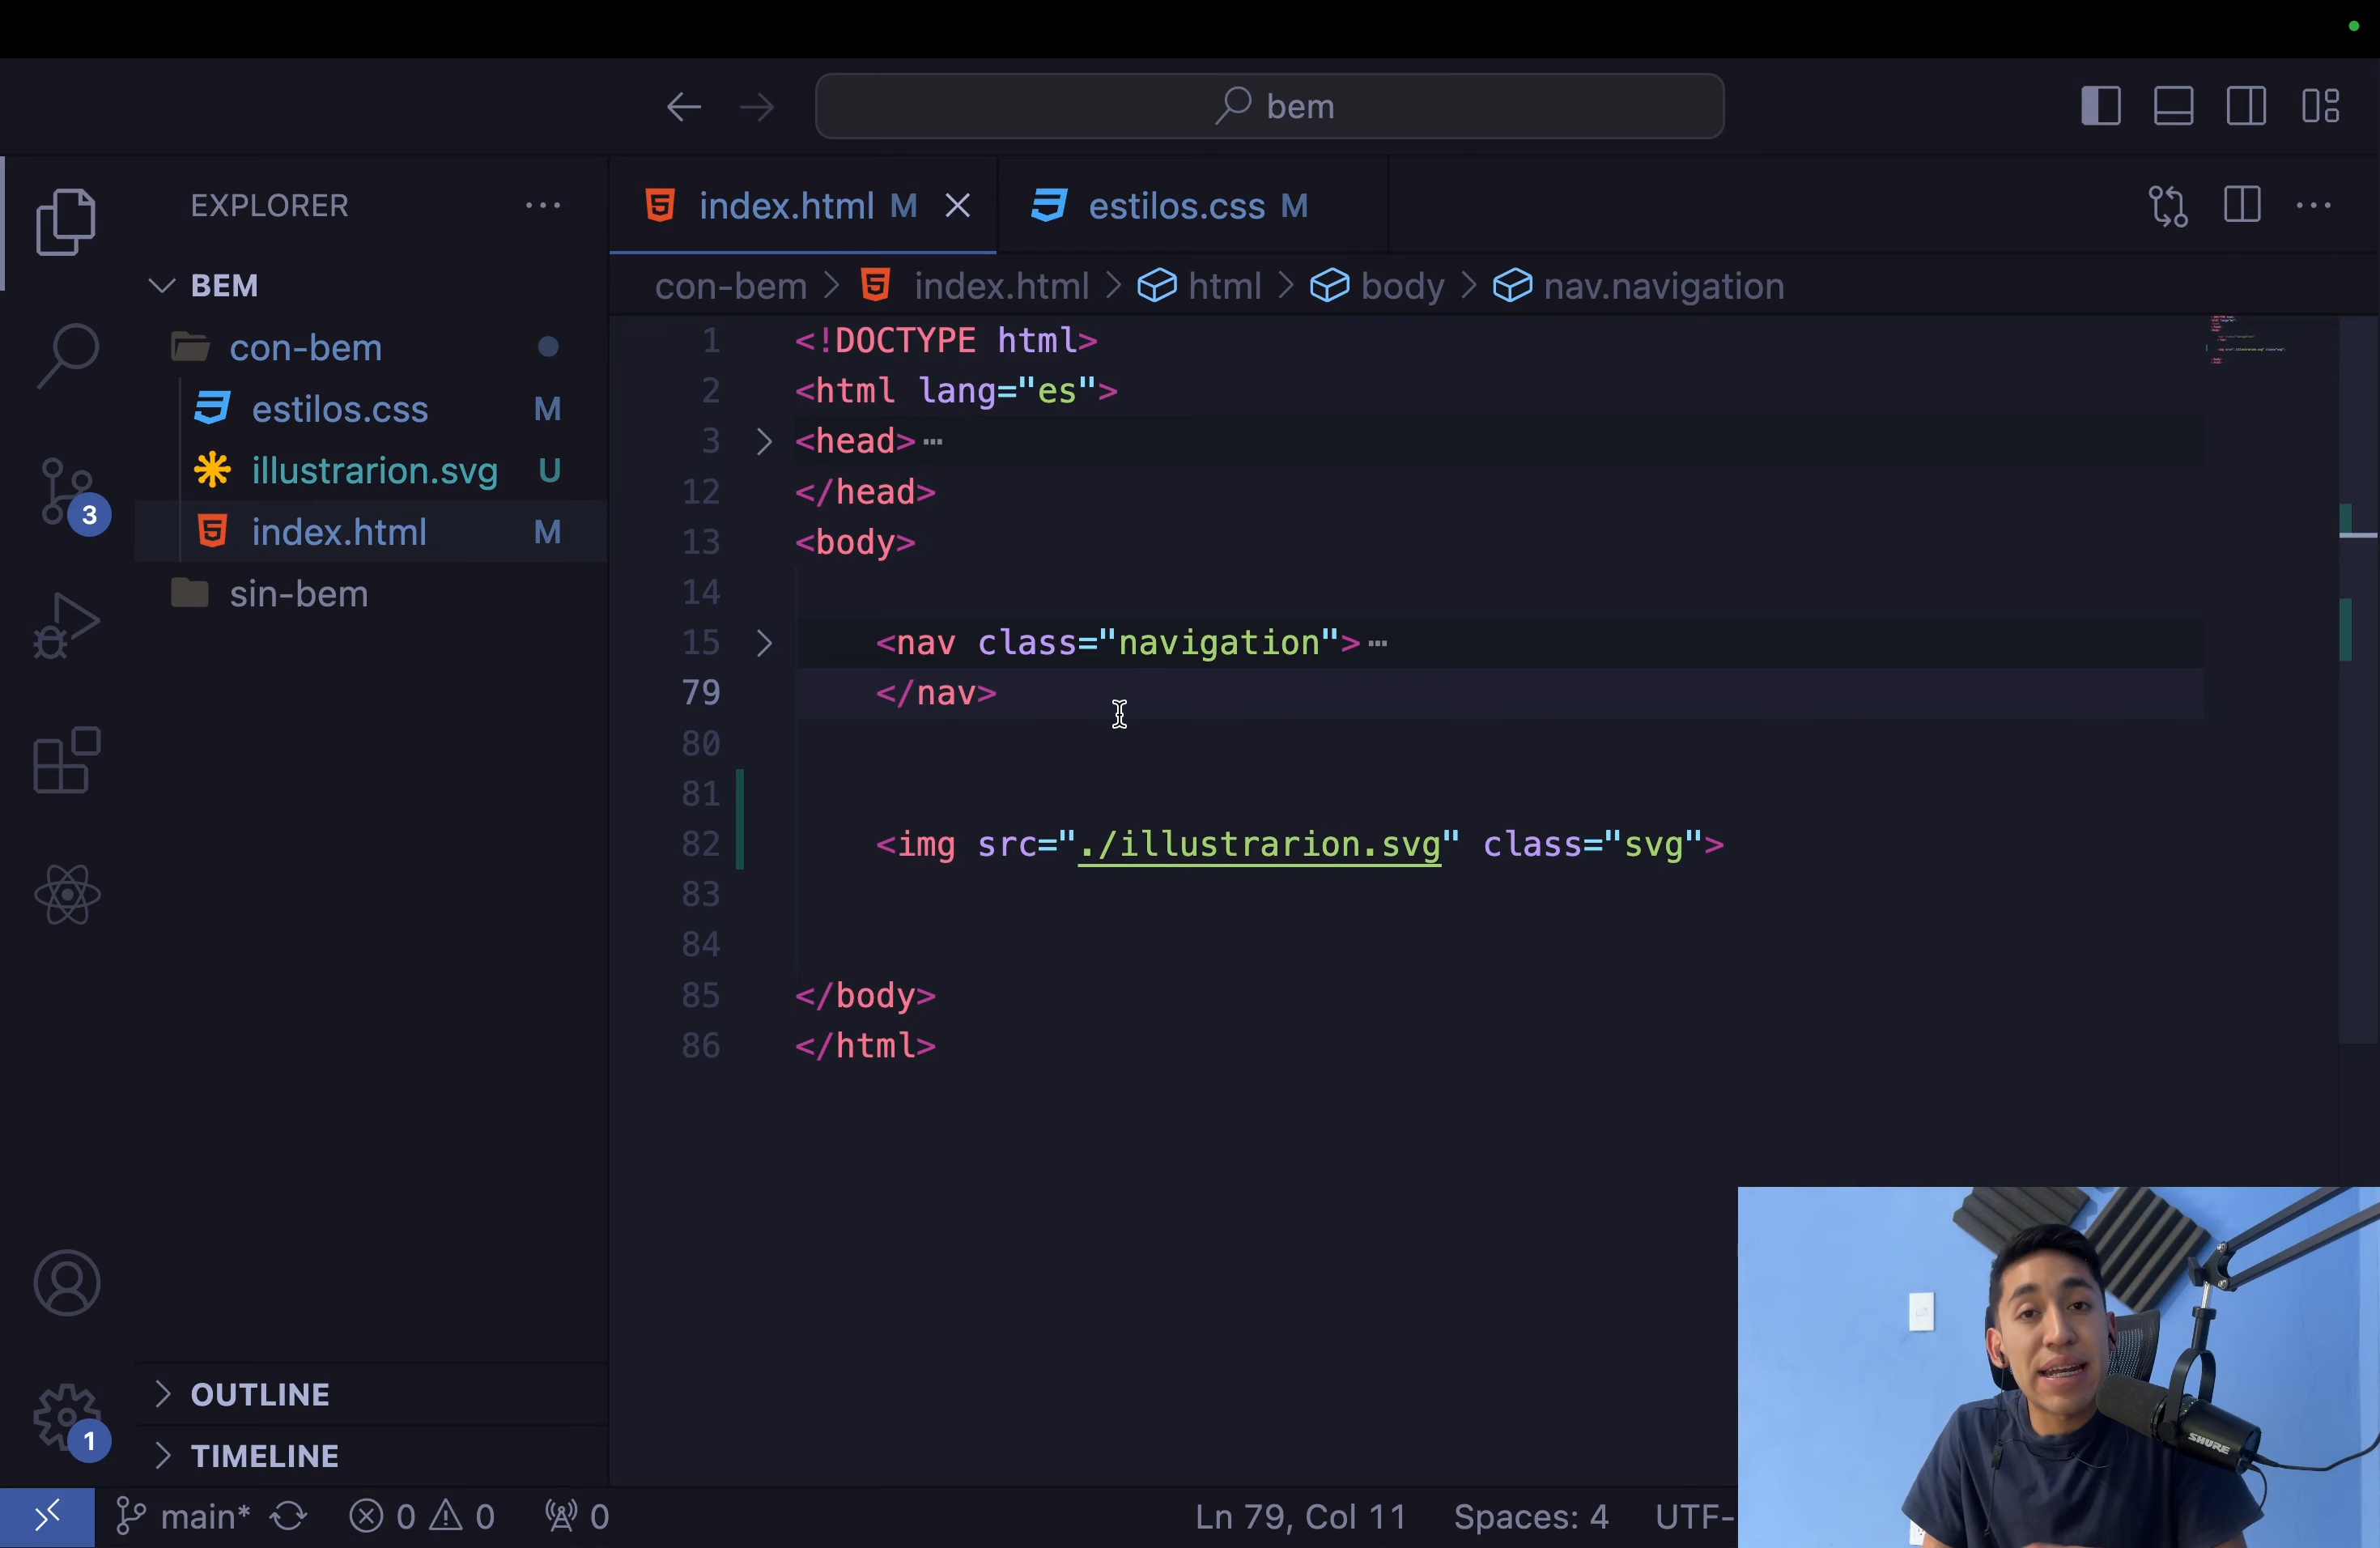 bem
EXPLORER
BEM
con-bem
estilos.css M
illustrarion.svg U
index.html M
sin-bem
3
OUTLINE
TIMELINE
1
index.html M
estilos.css M
con-bem > index.html > html > body > nav.navigation
1 <!DOCTYPE html>
2 <html lang="es">
3 <head>…
12 </head>
13 <body>
14
15 <nav class="navigation">…
79 </nav>
80
81
82 <img src="./illustrarion.svg" class="svg">
83
84
85 </body>
86 </html>
main* 0 0 0 Ln 79, Col 11 Spaces: 4 UTF-
SHURE